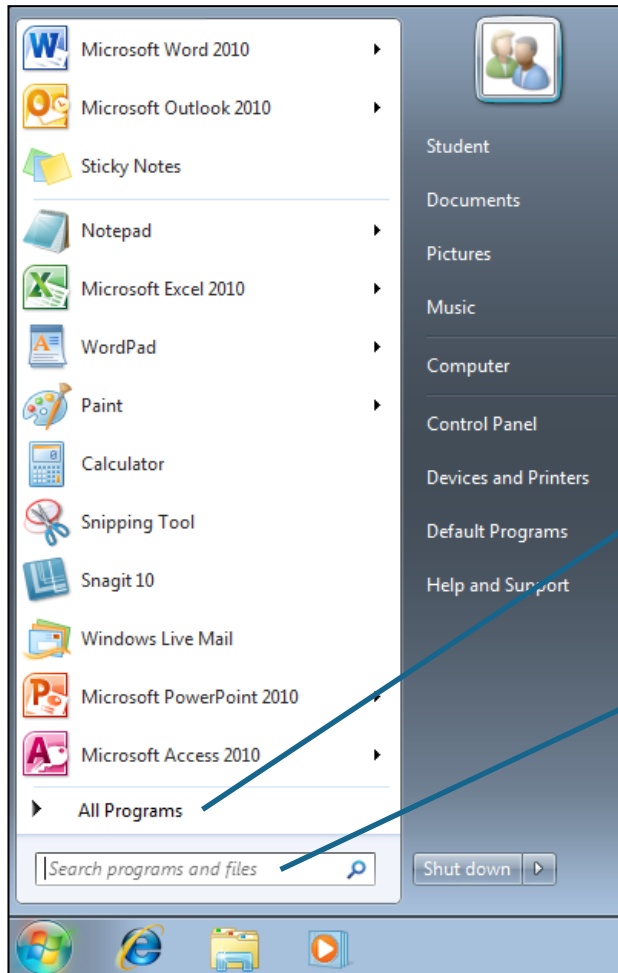 Microsoft Word 2010
Microsoft Outlook 2010
Sticky Notes
Notepad
Microsoft Excel 2010
WordPad
Paint
Calculator
Snipping Tool
Snagit 10
Windows Live Mail
Microsoft PowerPoint 2010
Microsoft Access 2010
All Programs
Search programs and files
Student
Documents
Pictures
Music
Computer
Control Panel
Devices and Printers
Default Programs
Help and Support
Shut down